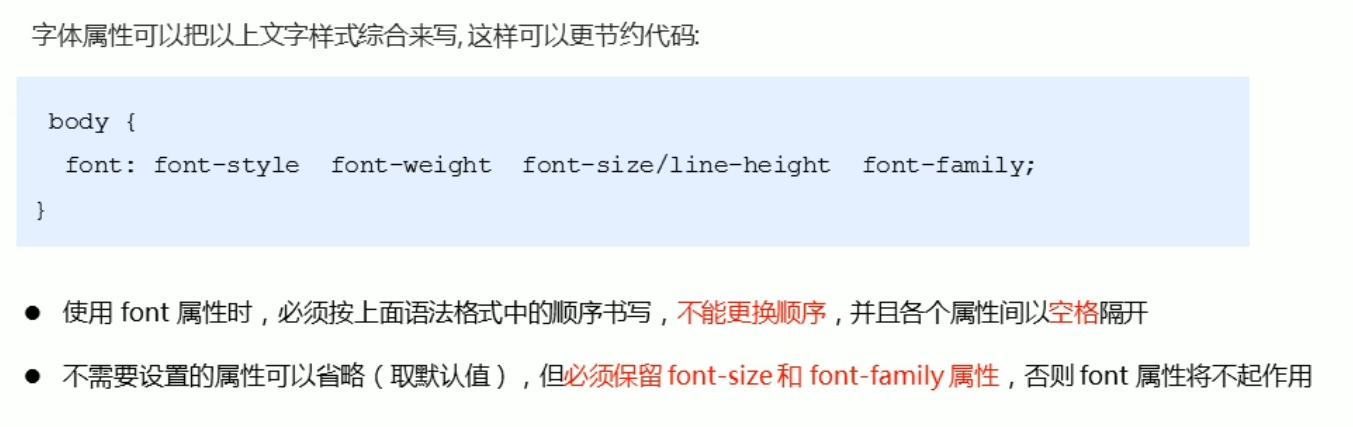 字体属性可以把以上文字样式综合来写, 这样可以更节约代码:
body {
font: font-style font-weight font-size/line-height font-family;
}
● 使用 font 属性时，必须按上面语法格式中的顺序书写，不能更换顺序，并且各个属性间以空格隔开
● 不需要设置的属性可以省略（取默认值），但必须保留 font-size 和 font-family 属性，否则 font 属性将不起作用